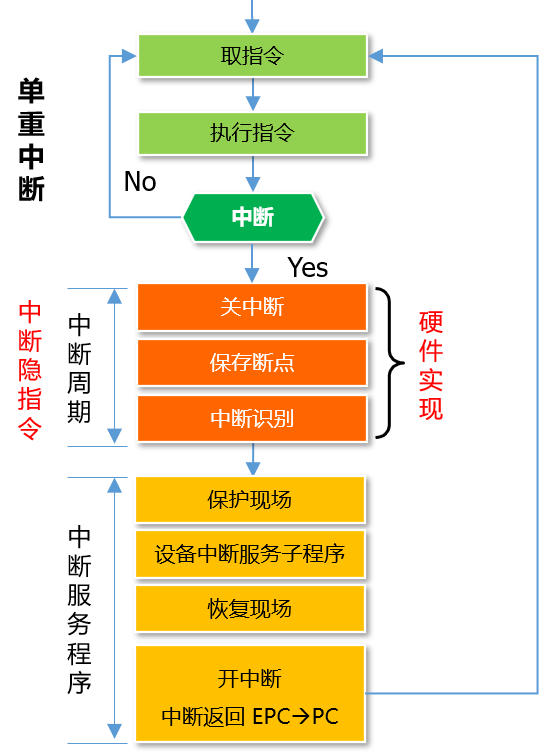 单重中断
取指令
执行指令
No
中断
Yes
中断隐指令
中断周期
关中断
保存断点
中断识别
硬件实现
中断服务程序
保护现场
设备中断服务子程序
恢复现场
开中断
中断返回 EPC→PC